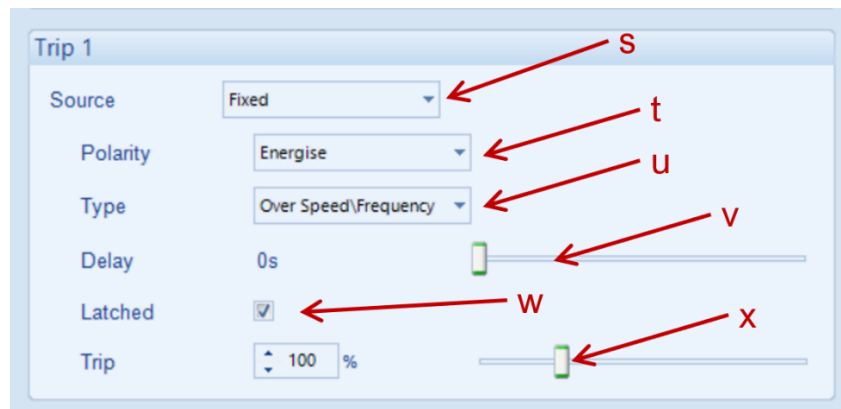 Trip 1
s
Source Fixed
t
Polarity Energise
u
Type Over Speed\Frequency
v
Delay 0s
Latched
w
x
Trip 100 %